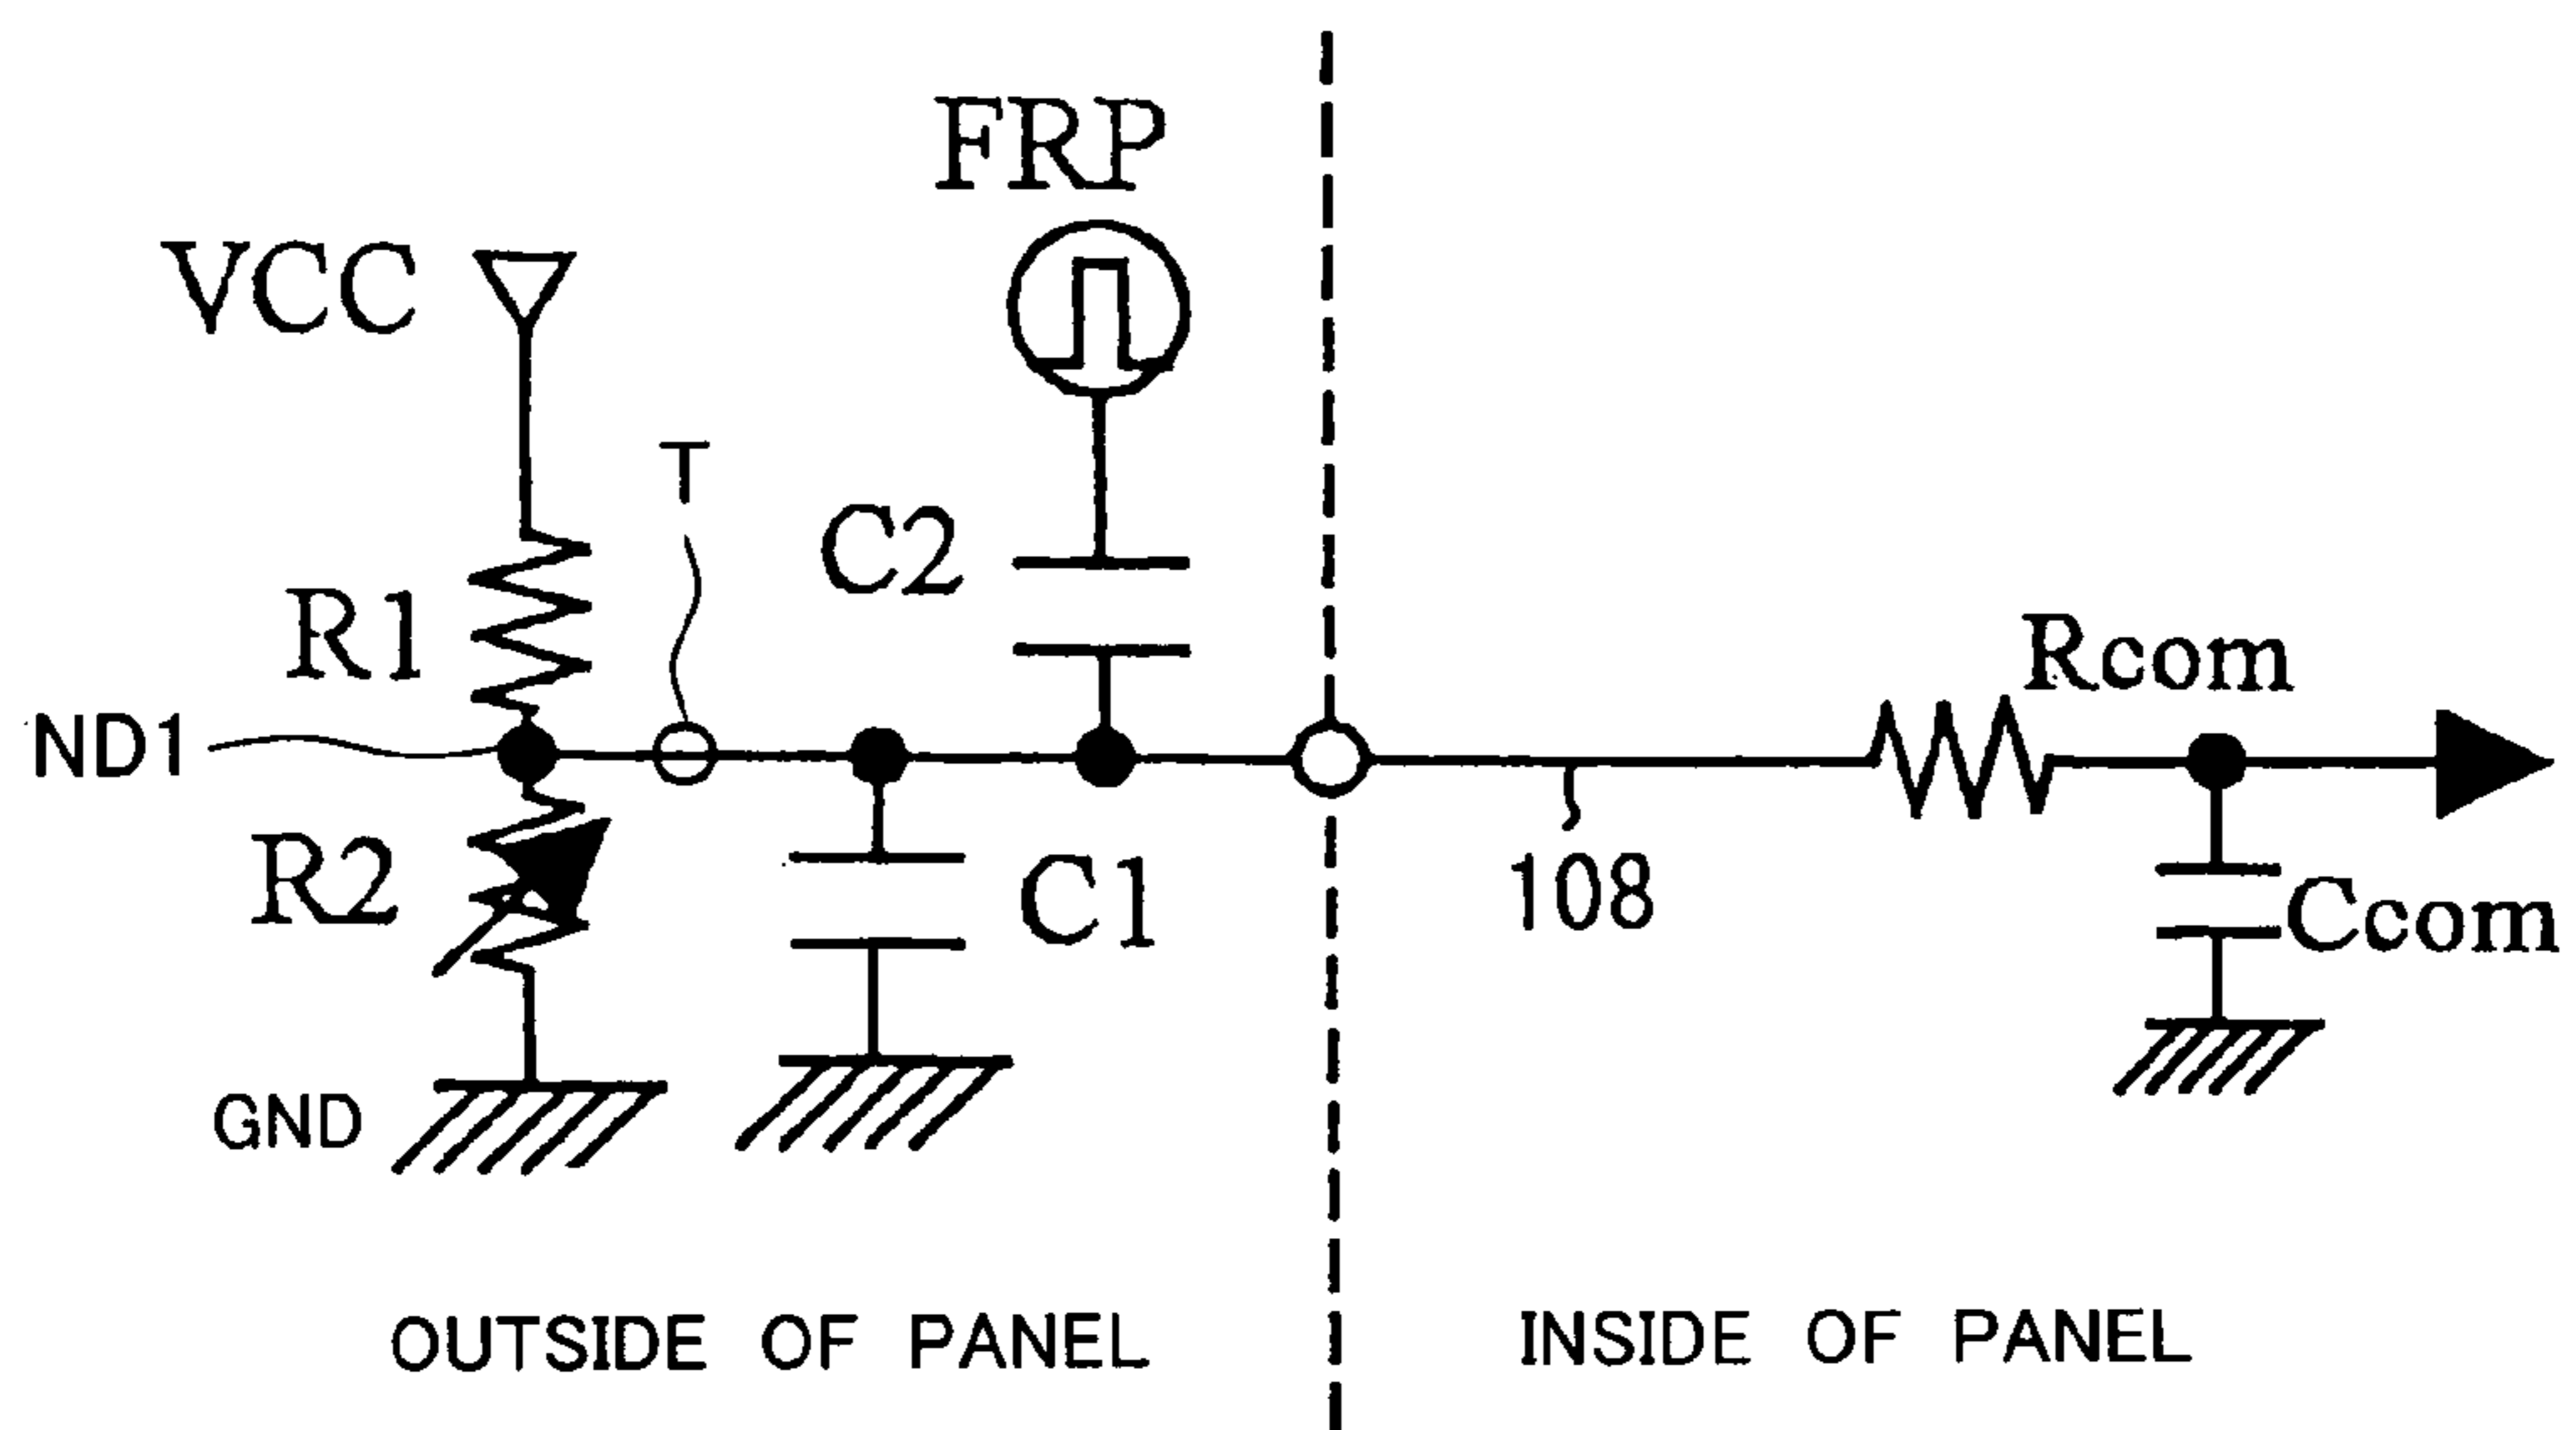 FRP
VCC
T
C2
R1
Rcom
ND1
R2
C1
108
Ccom
GND
OUTSIDE OF PANEL
INSIDE OF PANEL